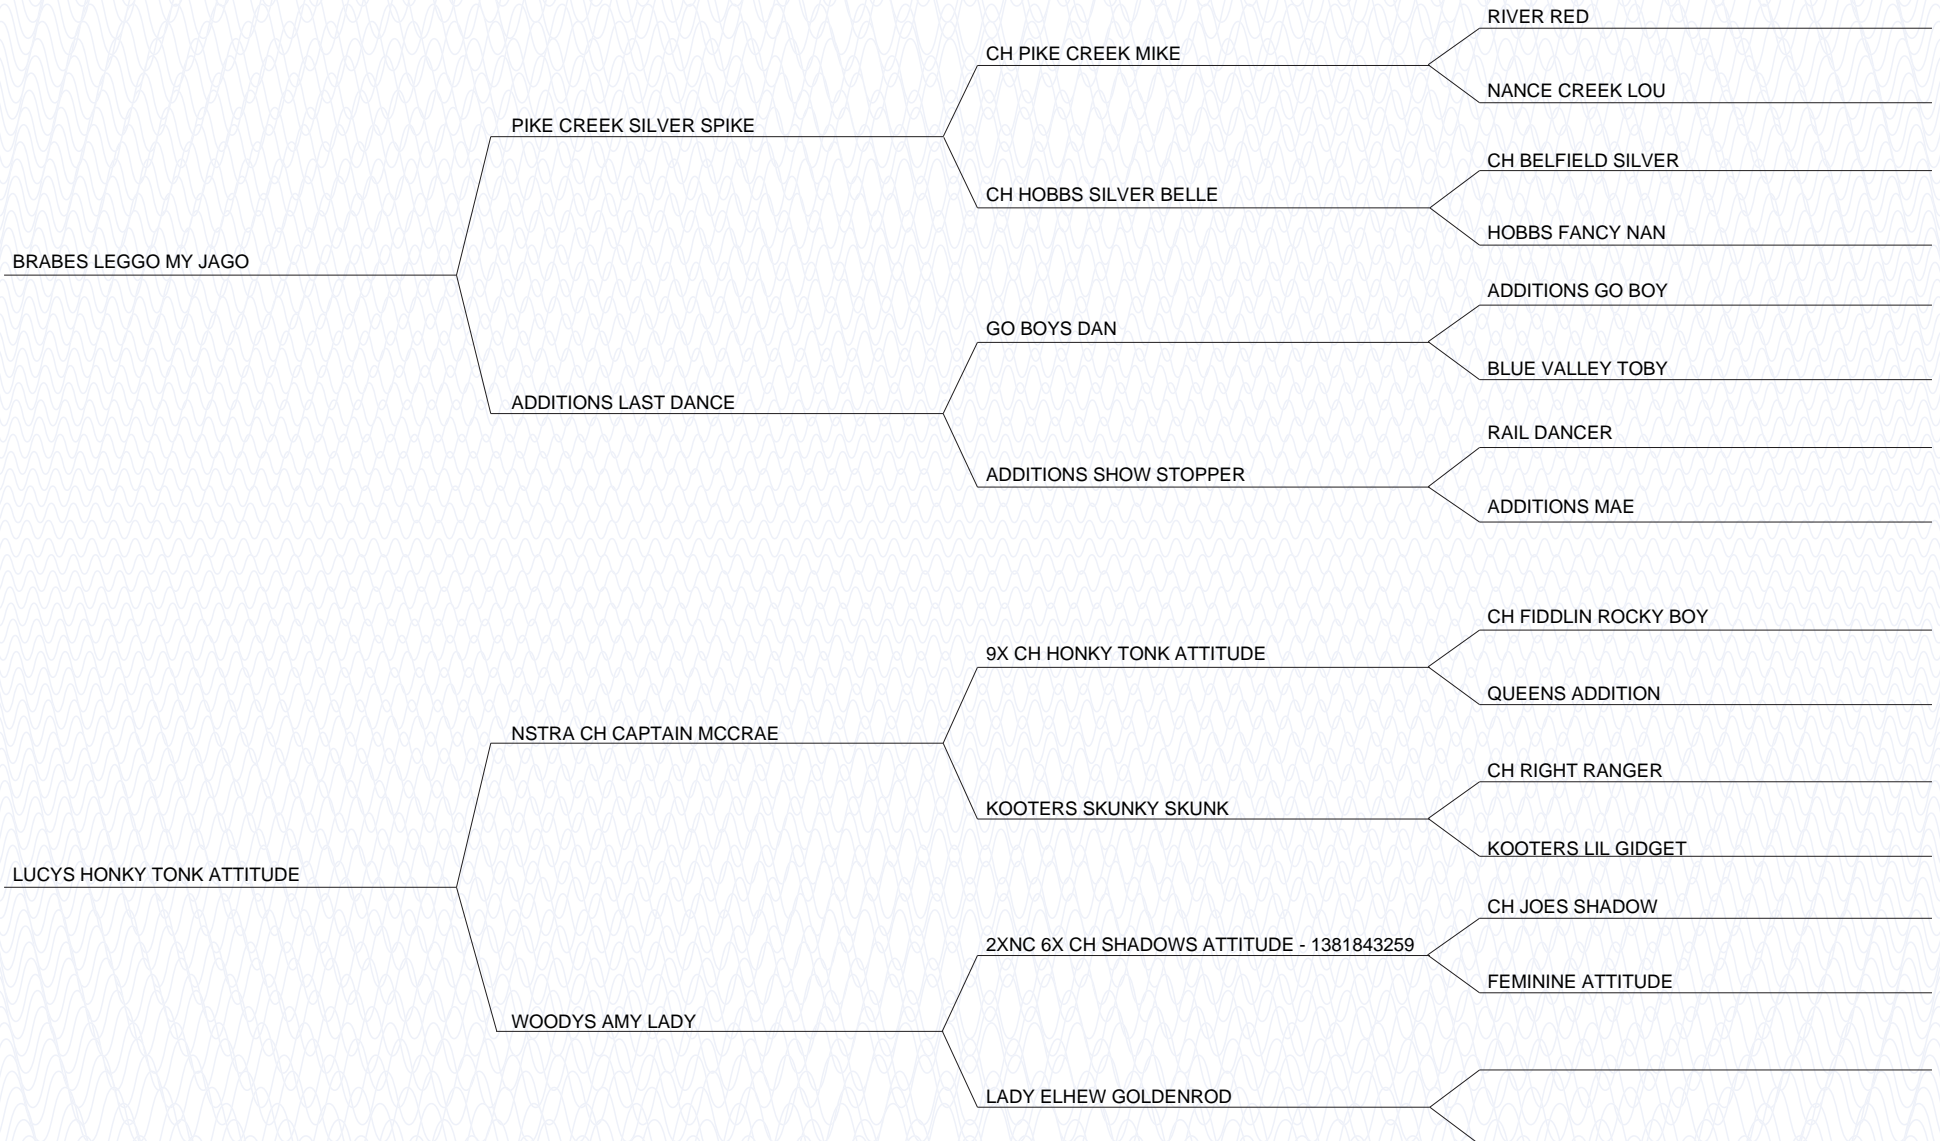 RIVER RED
CH PIKE CREEK MIKE
NANCE CREEK LOU
PIKE CREEK SILVER SPIKE
CH BELFIELD SILVER
CH HOBBS SILVER BELLE
HOBBS FANCY NAN
BRABES LEGGO MY JAGO
ADDITIONS GO BOY
GO BOYS DAN
BLUE VALLEY TOBY
ADDITIONS LAST DANCE
RAIL DANCER
ADDITIONS SHOW STOPPER
ADDITIONS MAE
CH FIDDLIN ROCKY BOY
9X CH HONKY TONK ATTITUDE
QUEENS ADDITION
NSTRA CH CAPTAIN MCCRAE
CH RIGHT RANGER
KOOTERS SKUNKY SKUNK
KOOTERS LIL GIDGET
LUCYS HONKY TONK ATTITUDE
CH JOES SHADOW
2XNC 6X CH SHADOWS ATTITUDE - 1381843259
FEMININE ATTITUDE
WOODYS AMY LADY
LADY ELHEW GOLDENROD